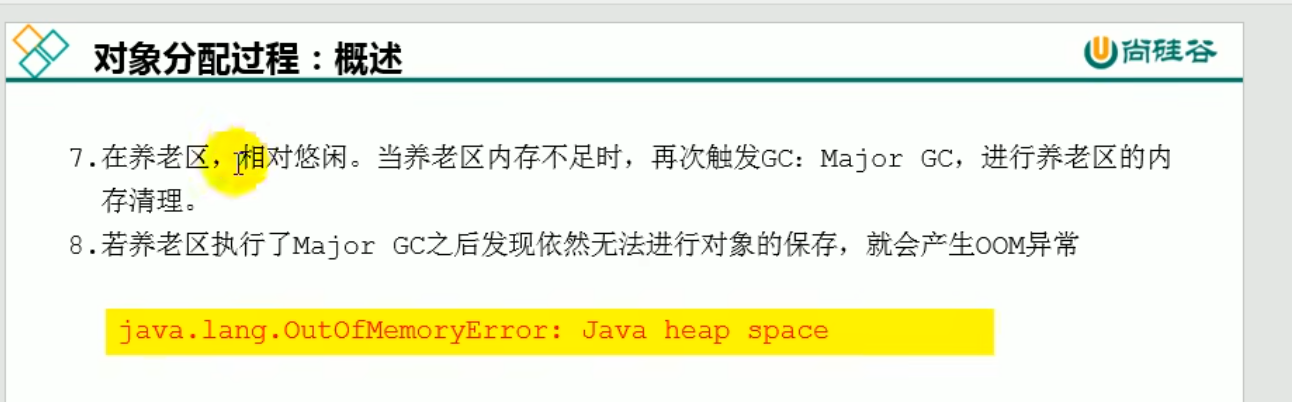 对象分配过程：概述
尚硅谷
7.在养老区，相对悠闲。当养老区内存不足时，再次触发GC：Major GC，进行养老区的内
存清理。
8.若养老区执行了Major GC之后发现依然无法进行对象的保存，就会产生OOM异常
java.lang.OutOfMemoryError: Java heap space